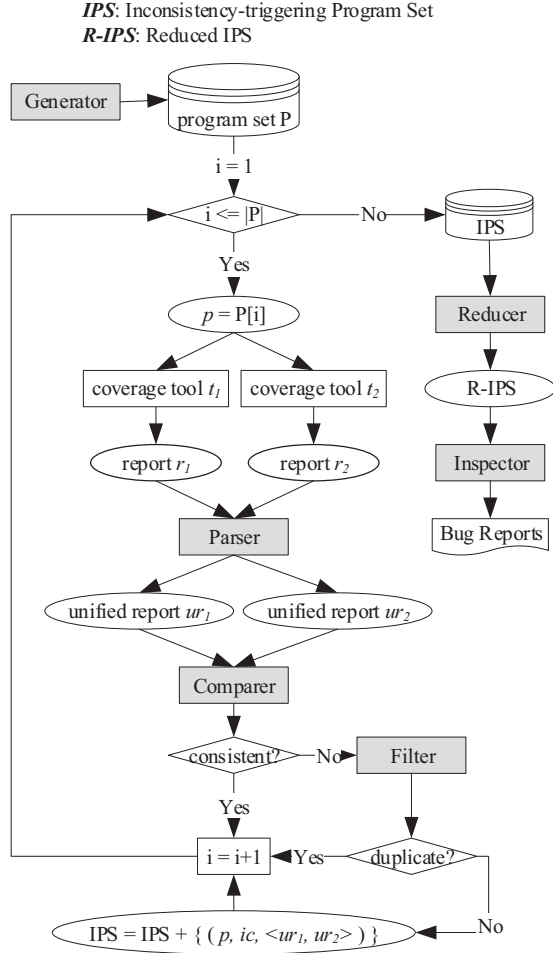 IPS: Inconsistency-triggering Program Set
R-IPS: Reduced IPS
Generator
program set P
i = 1
i <= |P|
No
IPS
Yes
p = P[i]
Reducer
coverage tool t1
coverage tool t2
R-IPS
report r1
report r2
Inspector
Parser
Bug Reports
unified report ur1
unified report ur2
Comparer
consistent?
No
Filter
Yes
i = i+1
Yes
duplicate?
No
IPS = IPS + { ( p, ic, <ur1, ur2> ) }